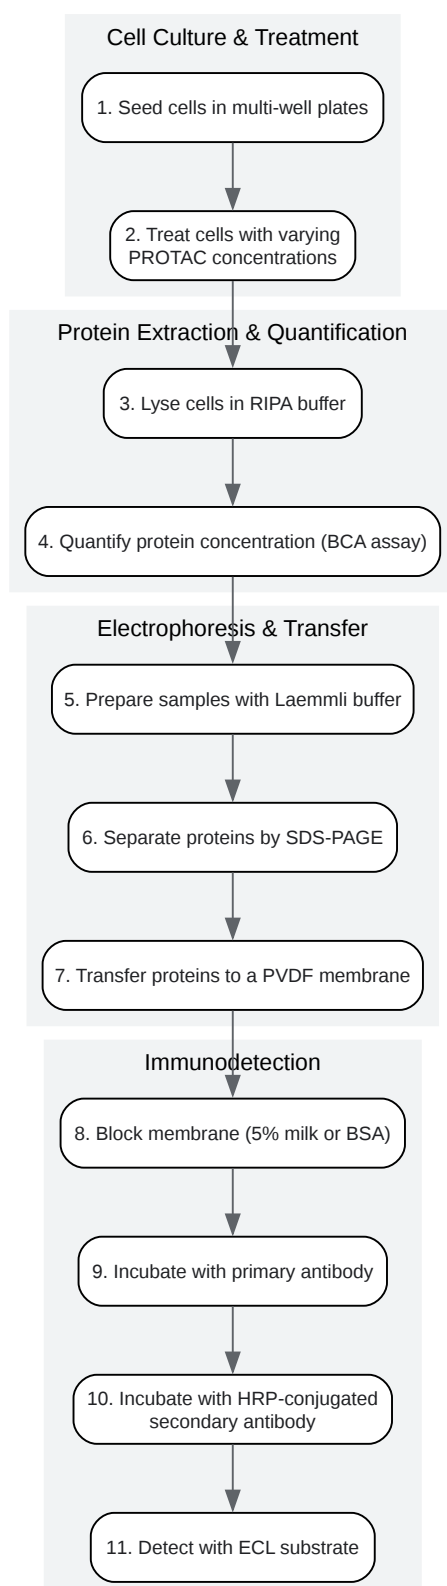 Cell Culture & Treatment
1. Seed cells in multi-well plates
2. Treat cells with varying
PROTAC concentrations
Protein Extraction & Quantification
3. Lyse cells in RIPA buffer
4. Quantify protein concentration (BCA assay)
Electrophoresis & Transfer
5. Prepare samples with Laemmli buffer
6. Separate proteins by SDS-PAGE
7. Transfer proteins to a PVDF membrane
Immunodetection
8. Block membrane (5% milk or BSA)
9. Incubate with primary antibody
10. Incubate with HRP-conjugated
secondary antibody
11. Detect with ECL substrate